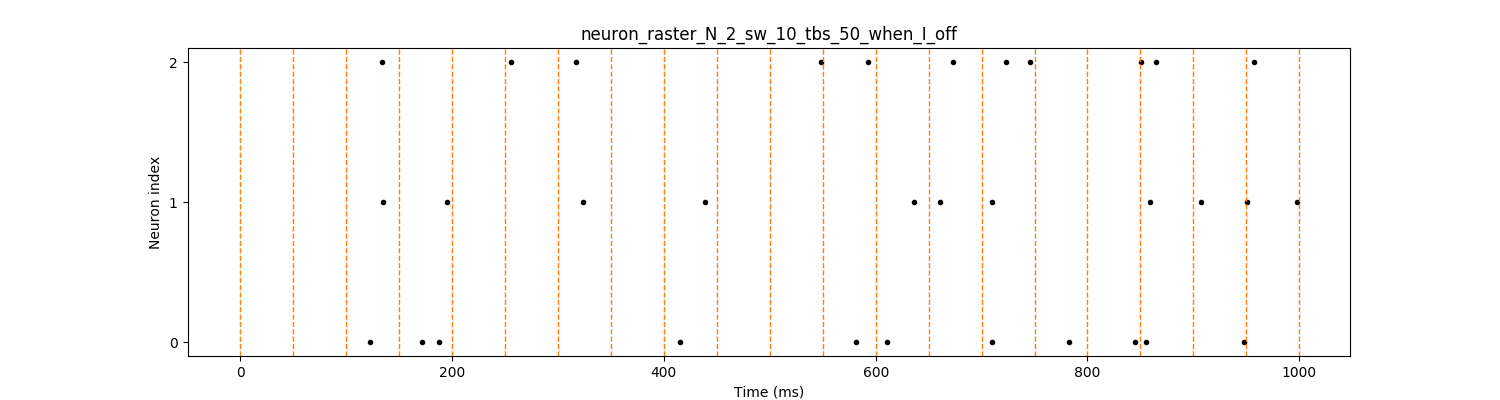 neuron_raster_N_2_sw_10_tbs_50_when_I_off
2
1
0
Neuron index
0 200 400 600 800 1000
Time (ms)